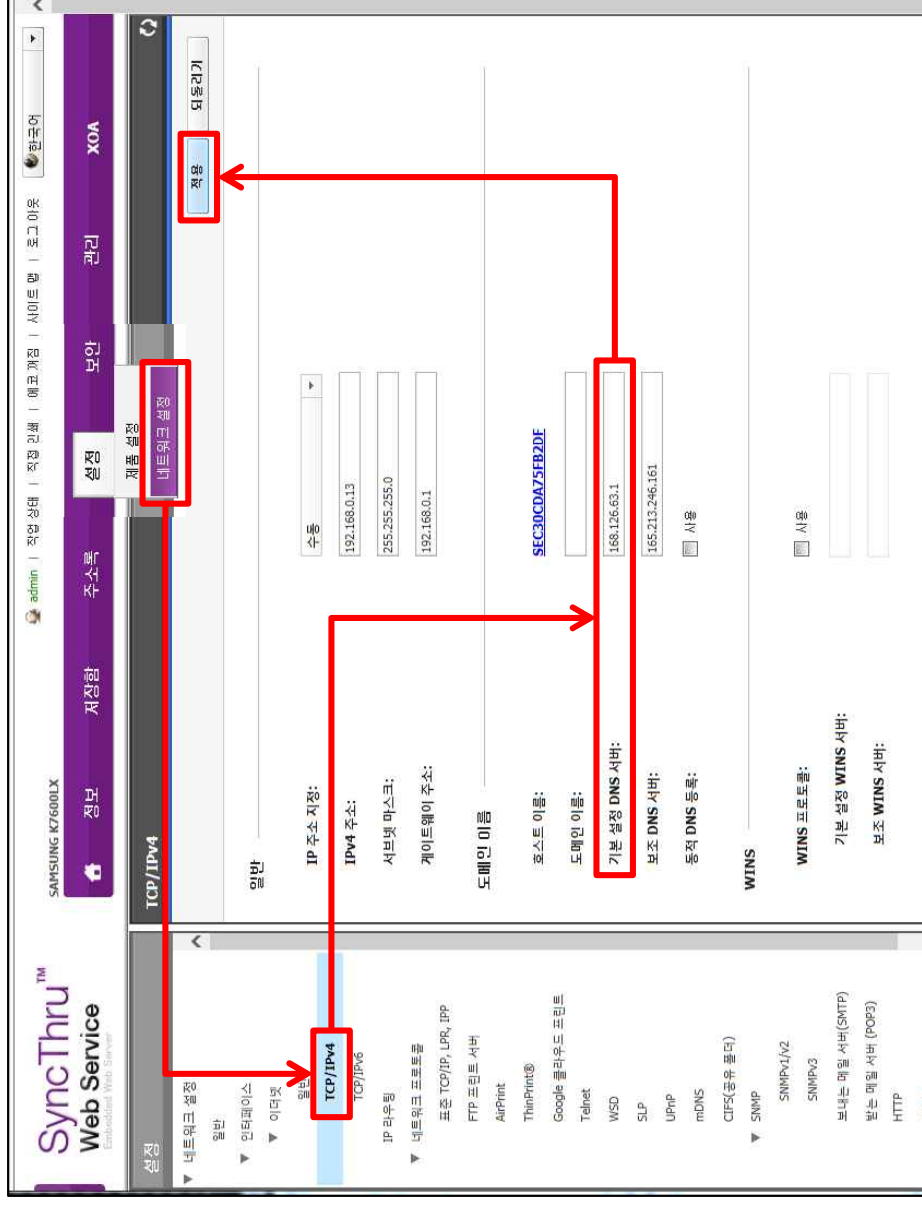 SyncThru™
Web Service
Embedded Web Server
SAMSUNG K7600LX
admin | 작업 상태 | 직접 인쇄 | 에코 꺼짐 | 사이트 맵 | 로그아웃
한국어
정보
저장함
주소록
설정
보안
관리
XOA
제품 설정
네트워크 설정
설정
▼ 네트워크 설정
일반
▼ 인터페이스
▼ 이더넷
일반
TCP/IPv4
TCP/IPv6
IP 라우팅
▼ 네트워크 프로토콜
표준 TCP/IP, LPR, IPP
FTP 프린트 서버
AirPrint
ThinPrint®
Google 클라우드 프린트
Telnet
WSD
SLP
UPnP
mDNS
CIFS(공유 폴더)
▼ SNMP
SNMPv1/v2
SNMPv3
보내는 메일 서버(SMTP)
받는 메일 서버 (POP3)
HTTP
TCP/IPv4
적용
되돌리기
일반
IP 주소 지정: 수동
IPv4 주소: 192.168.0.13
서브넷 마스크: 255.255.255.0
게이트웨이 주소: 192.168.0.1
도메인 이름
호스트 이름: SEC30CDA75FB2DF
도메인 이름:
기본 설정 DNS 서버: 168.126.63.1
보조 DNS 서버: 165.213.246.161
동적 DNS 등록: 사용
WINS
WINS 프로토콜: 사용
기본 설정 WINS 서버:
보조 WINS 서버: